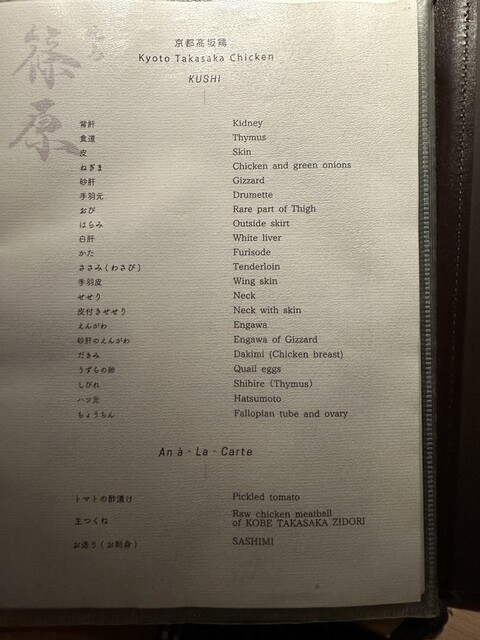 篠原
京都高坂鶏
Kyoto Takasaka Chicken
KUSHI
背肝 Kidney
食道 Thymus
皮 Skin
ねぎま Chicken and green onions
砂肝 Gizzard
手羽元 Drumette
おび Rare part of Thigh
はらみ Outside skirt
白肝 White liver
かた Furisode
ささみ(わさび) Tenderloin
手羽皮 Wing skin
せせり Neck
皮付きせせり Neck with skin
えんがわ Engawa
砂肝のえんがわ Engawa of Gizzard
だきみ Dakimi (Chicken breast)
うずらの卵 Quail eggs
しびれ Shibire (Thymus)
ハツ元 Hatsumoto
ちょうちん Fallopian tube and ovary
An à - La - Carte
トマトの酢漬け Pickled tomato
生つくね Raw chicken meatball
of KOBE TAKASAKA ZIDORI
お造り(お刺身) SASHIMI